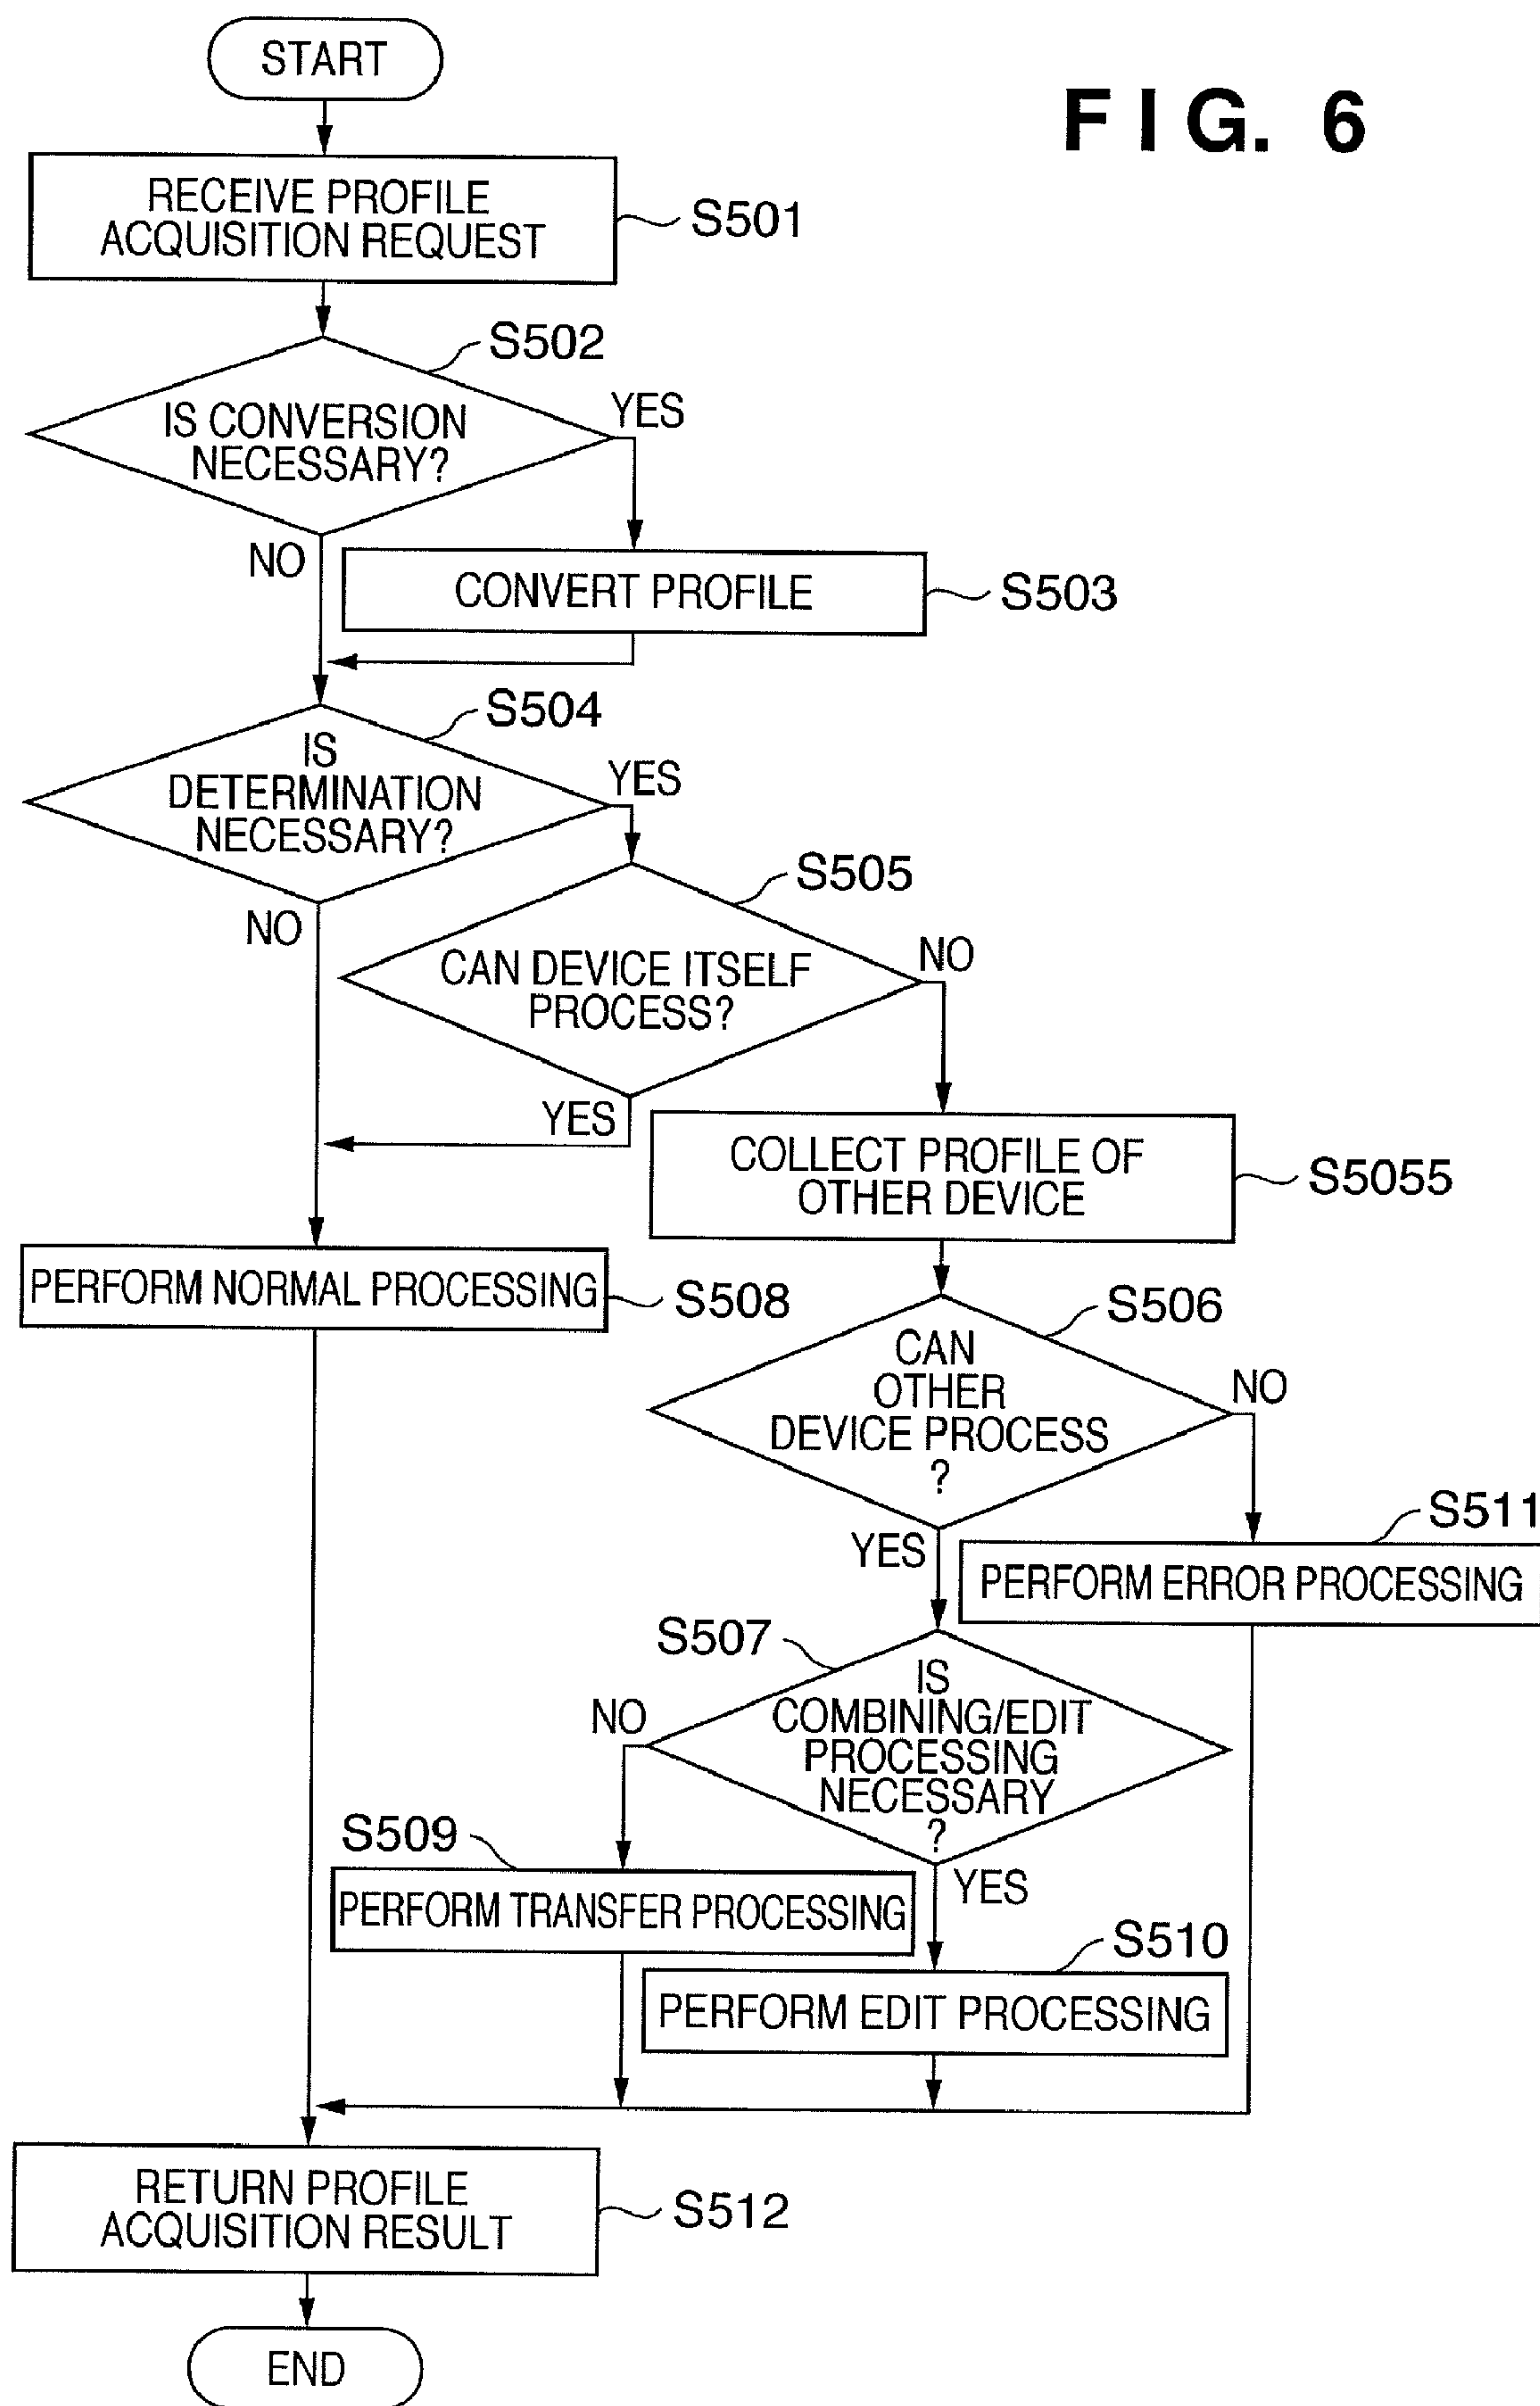 START
FIG. 6
RECEIVE PROFILE
ACQUISITION REQUEST
S501
S502
IS CONVERSION
NECESSARY?
YES
NO
CONVERT PROFILE
S503
S504
IS
DETERMINATION
NECESSARY?
YES
NO
S505
CAN DEVICE ITSELF
PROCESS?
NO
YES
COLLECT PROFILE OF
OTHER DEVICE
S5055
PERFORM NORMAL PROCESSING
S508
S506
CAN
OTHER
DEVICE PROCESS
?
NO
YES
S511
PERFORM ERROR PROCESSING
S507
IS
COMBINING/EDIT
PROCESSING
NECESSARY
?
NO
YES
S509
PERFORM TRANSFER PROCESSING
S510
PERFORM EDIT PROCESSING
RETURN PROFILE
ACQUISITION RESULT
S512
END